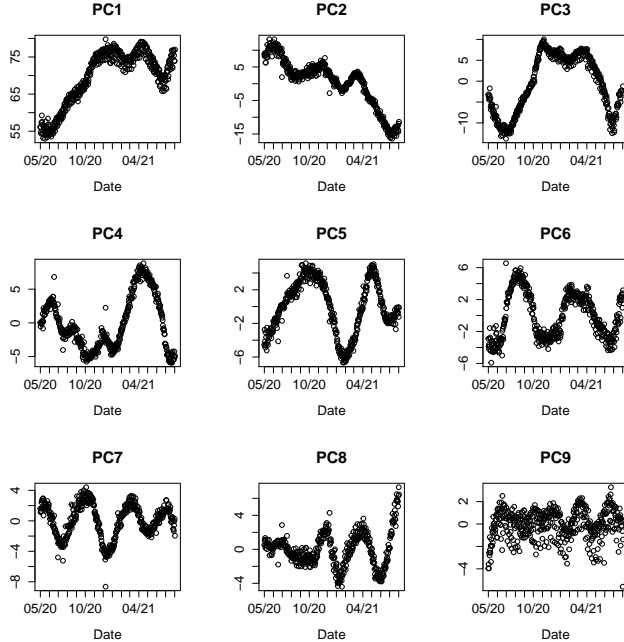 PC1
55 65 75
05/20 10/20 04/21
Date
PC2
-15 -5 5
05/20 10/20 04/21
Date
PC3
-10 0 5
05/20 10/20 04/21
Date
PC4
-5 0 5
05/20 10/20 04/21
Date
PC5
-6 -2 2
05/20 10/20 04/21
Date
PC6
-6 -2 2 6
05/20 10/20 04/21
Date
PC7
-8 -4 0 4
05/20 10/20 04/21
Date
PC8
-4 0 4
05/20 10/20 04/21
Date
PC9
-4 0 2
05/20 10/20 04/21
Date